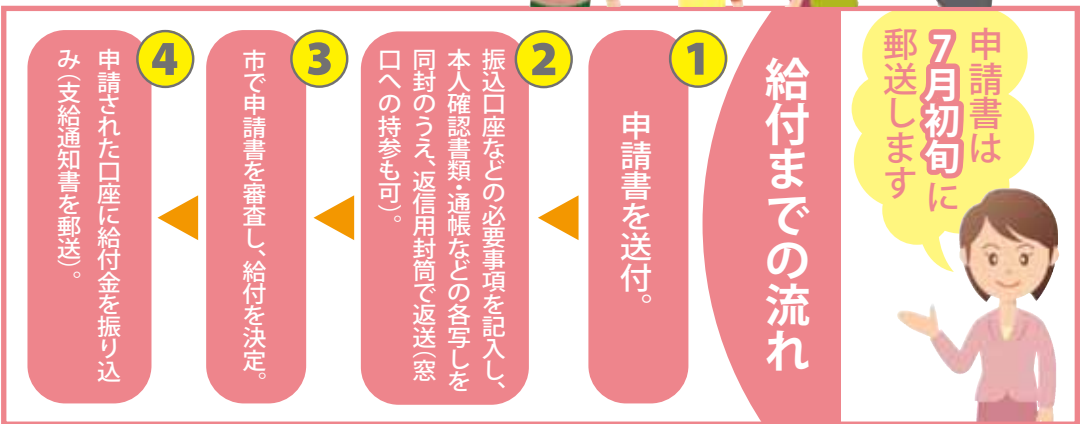 申請書は
7月初旬に
郵送します
給付までの流れ
1
申請書を送付。
2
振込口座などの必要事項を記入し、
本人確認書類・通帳などの各写しを
同封のうえ、返信用封筒で返送(窓
口への持参も可)。
3
市で申請書を審査し、給付を決定。
4
申請された口座に給付金を振り込
み(支給通知書を郵送)。